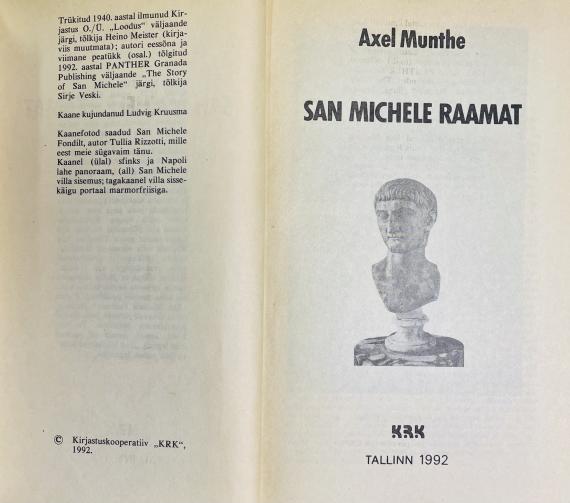 Trükitud 1940. aastal ilmunud Kir-
jastus O./Ü. „Loodus“ väljaande
järgi, tõlkija Heino Meister (kirja-
viis muutmata); autori eessõna ja
viimane peatükk (osal.) tõlgitud
1992. aastal PANTHER Granada
Publishing väljaande „The Story
of San Michele“ järgi, tõlkija
Sirje Veski.
Kaane kujundanud Ludvig Kruusma
Kaanefotod saadud San Michele
Fondilt, autor Tullia Rizzotti, mille
eest meie sügavaim tänu.
Kaanel (ülal) sfinks ja Napoli
lahe panoraam, (all) San Michele
villa sisemus; tagakaanel villa sisse-
käigu portaal marmorfriisiga.
© Kirjastuskooperatiiv „KRK“,
1992.
Axel Munthe
SAN MICHELE RAAMAT
KRK
TALLINN 1992